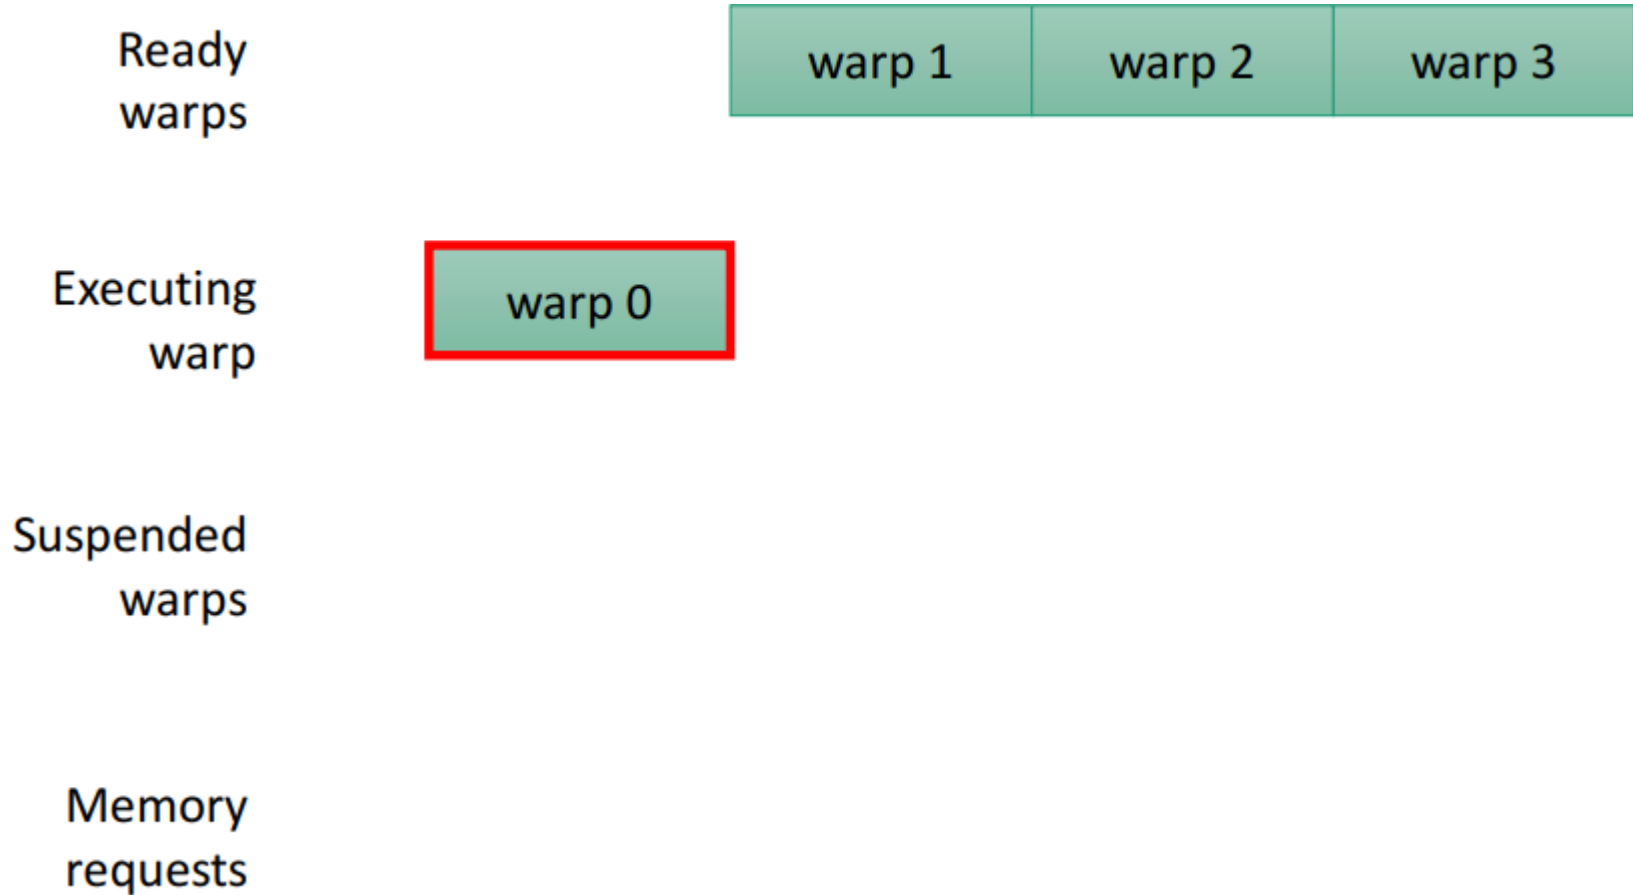 Ready
warps
warp 1
warp 2
warp 3
Executing
warp
warp 0
Suspended
warps
Memory
requests